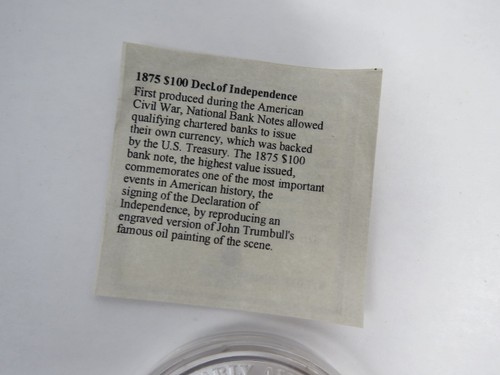 1875 $100 Decl.of Independence
First produced during the American
Civil War, National Bank Notes allowed
qualifying chartered banks to issue
their own currency, which was backed
by the U.S. Treasury. The 1875 $100
bank note, the highest value issued,
commemorates one of the most important
events in American history, the
signing of the Declaration of
Independence, by reproducing an
engraved version of John Trumbull's
famous oil painting of the scene.